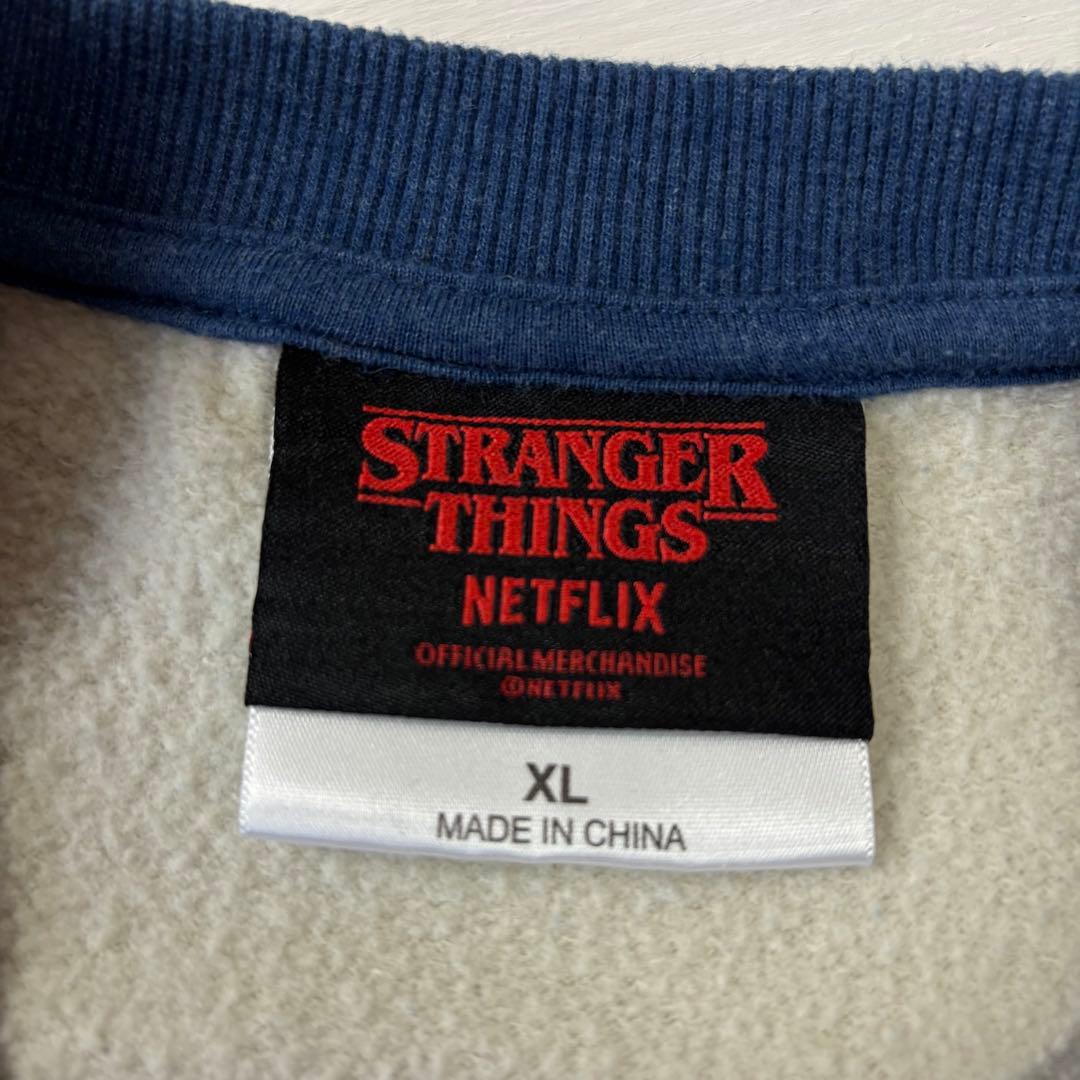 STRANGER
THINGS
NETFLIX
OFFICIAL MERCHANDISE
©NETFLIX
XL
MADE IN CHINA